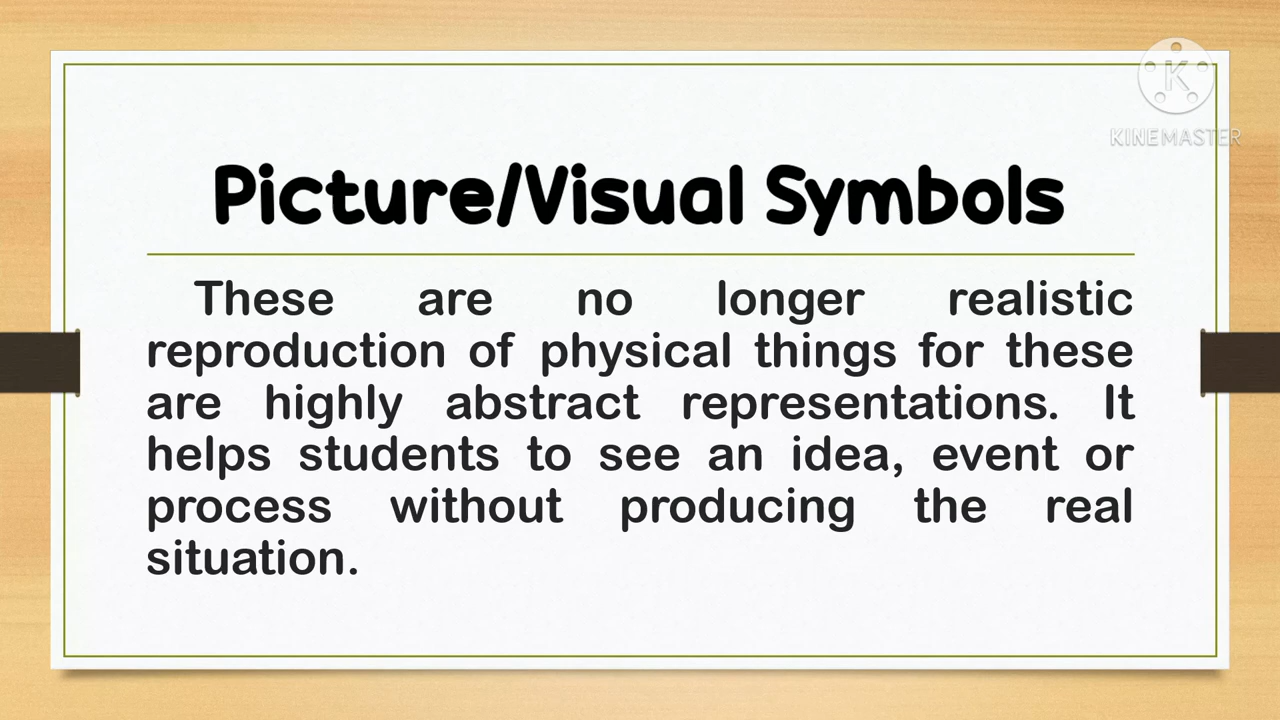 K
KINEMASTER
Picture/Visual Symbols
These are no longer realistic
reproduction of physical things for these
are highly abstract representations. It
helps students to see an idea, event or
process without producing the real
situation.